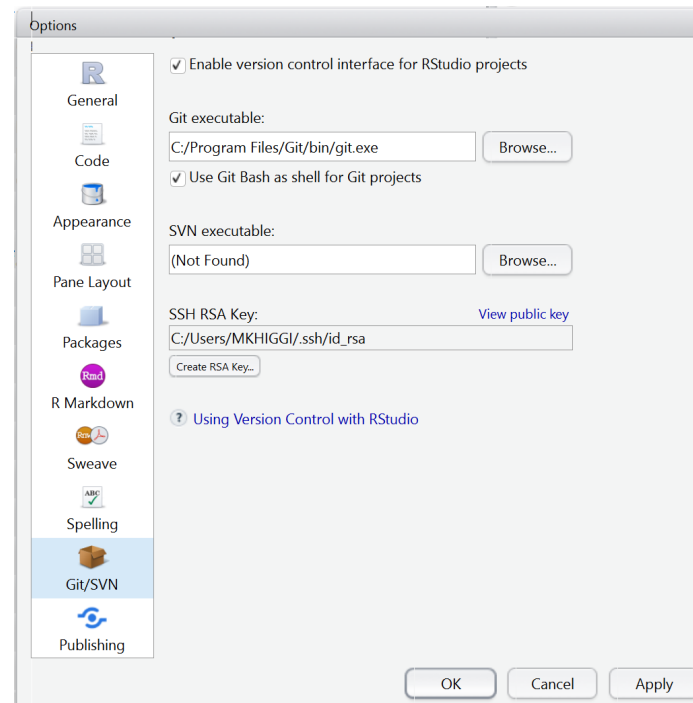 Options
General
Code
Appearance
Pane Layout
Packages
Rmd
R Markdown
Sweave
ABC
Spelling
Git/SVN
Publishing
Enable version control interface for RStudio projects
Git executable:
C:/Program Files/Git/bin/git.exe
Browse...
Use Git Bash as shell for Git projects
SVN executable:
(Not Found)
Browse...
SSH RSA Key:
View public key
C:/Users/MKHIGGI/.ssh/id_rsa
Create RSA Key...
? Using Version Control with RStudio
OK
Cancel
Apply